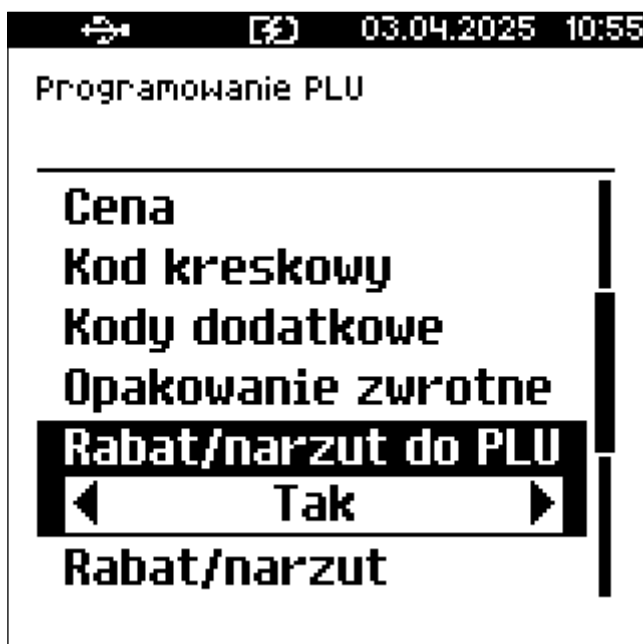 03.04.2025 10:55
Programowanie PLU
Cena
Kod kreskowy
Kody dodatkowe
Opakowanie zwrotne
Rabat/narzut do PLU
Tak
Rabat/narzut